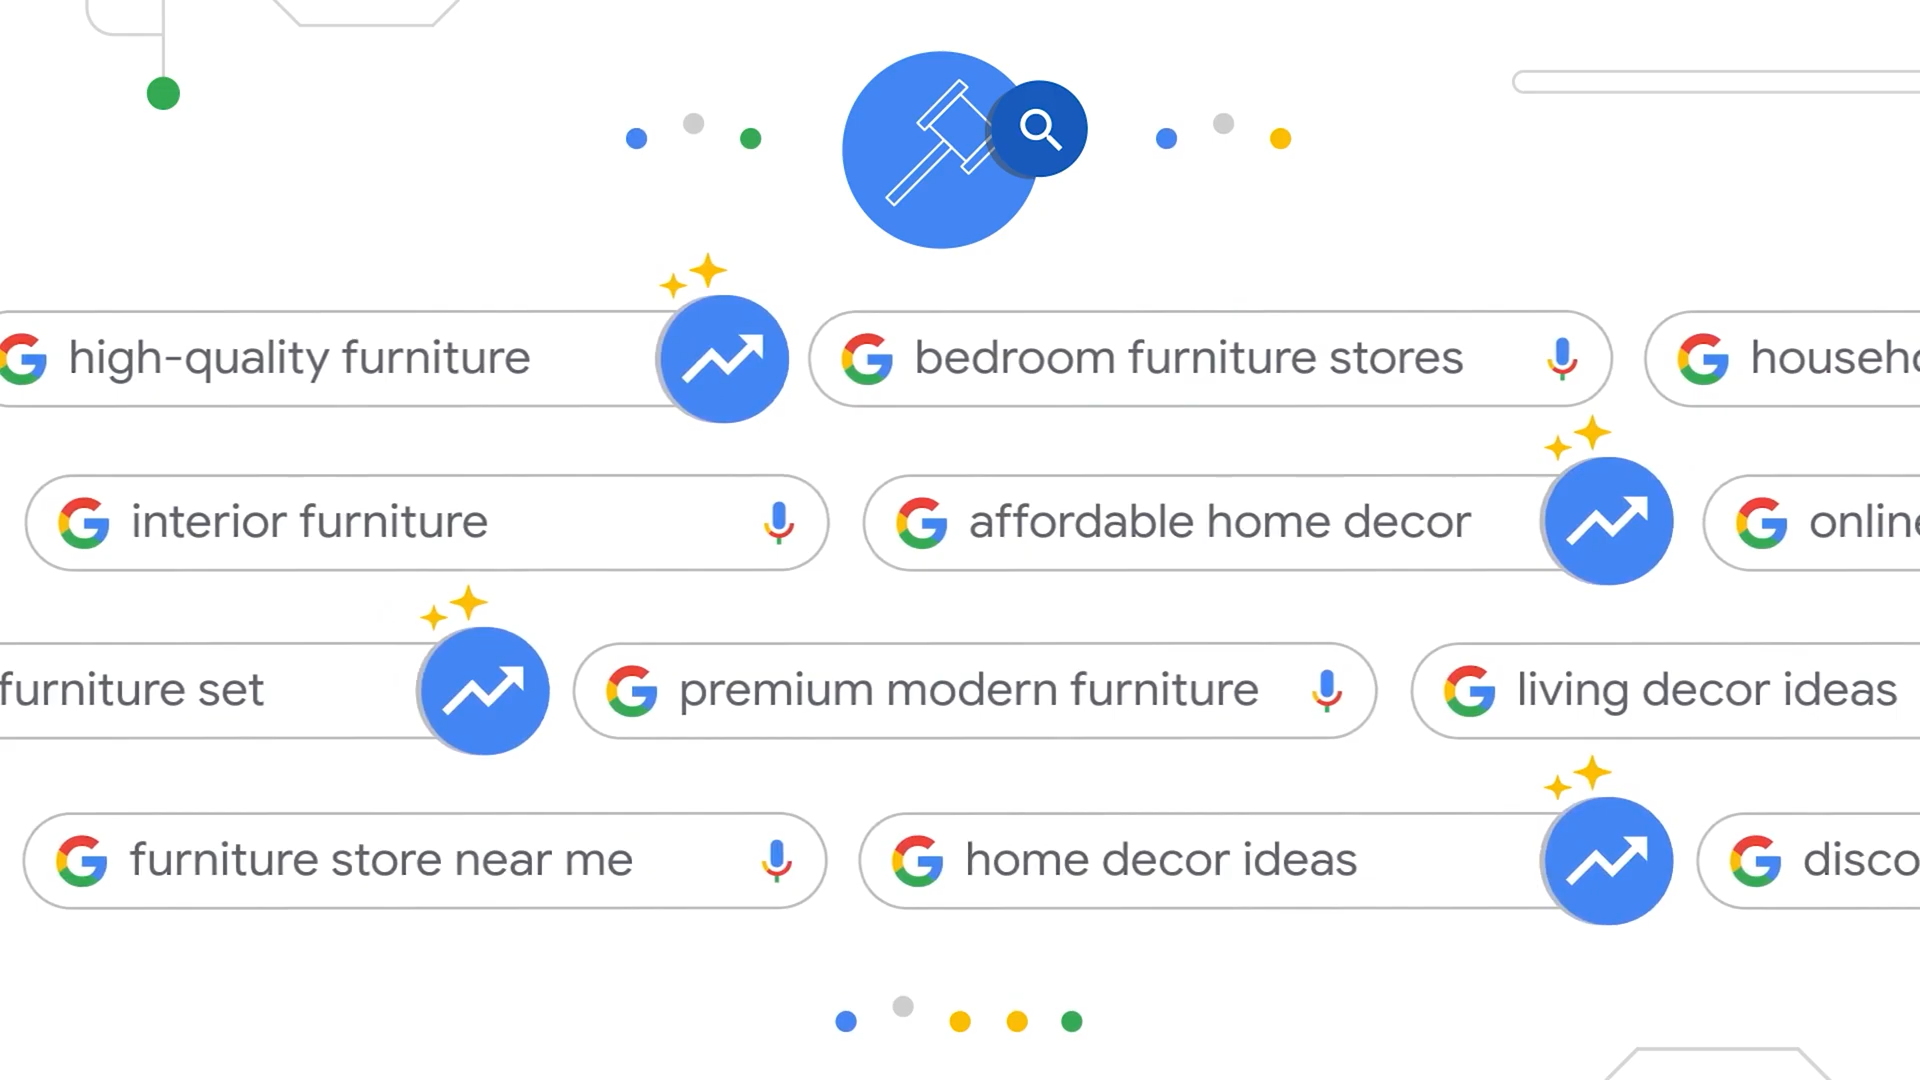 high-quality furniture
bedroom furniture stores
interior furniture
affordable home decor
furniture set
premium modern furniture
living decor ideas
furniture store near me
home decor ideas